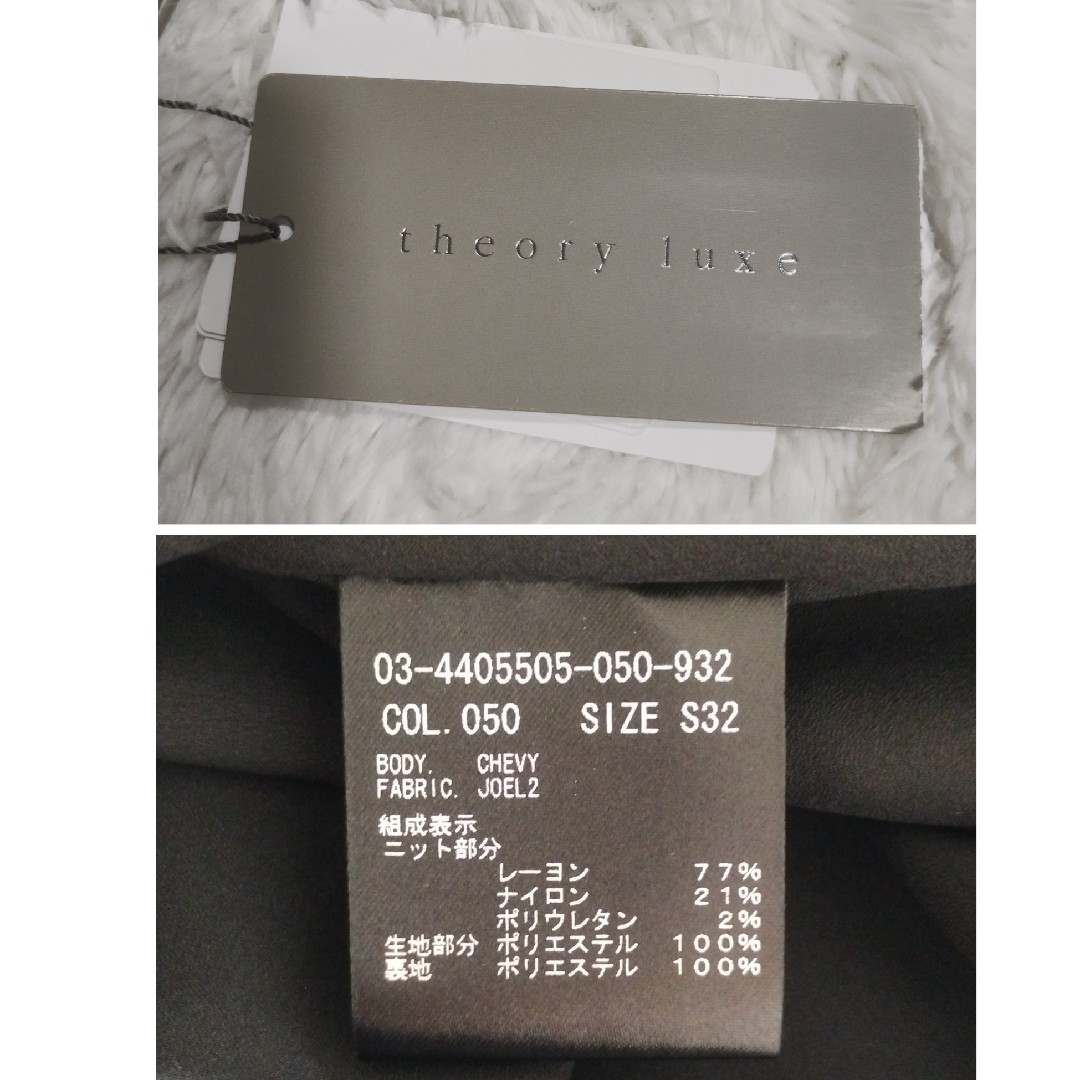 theory luxe
03-4405505-050-932
COL. 050 SIZE S32
BODY. CHEVY
FABRIC. JOEL2
組成表示
ニット部分
レーヨン 77%
ナイロン 21%
ポリウレタン 2%
生地部分 ポリエステル 100%
裏地 ポリエステル 100%